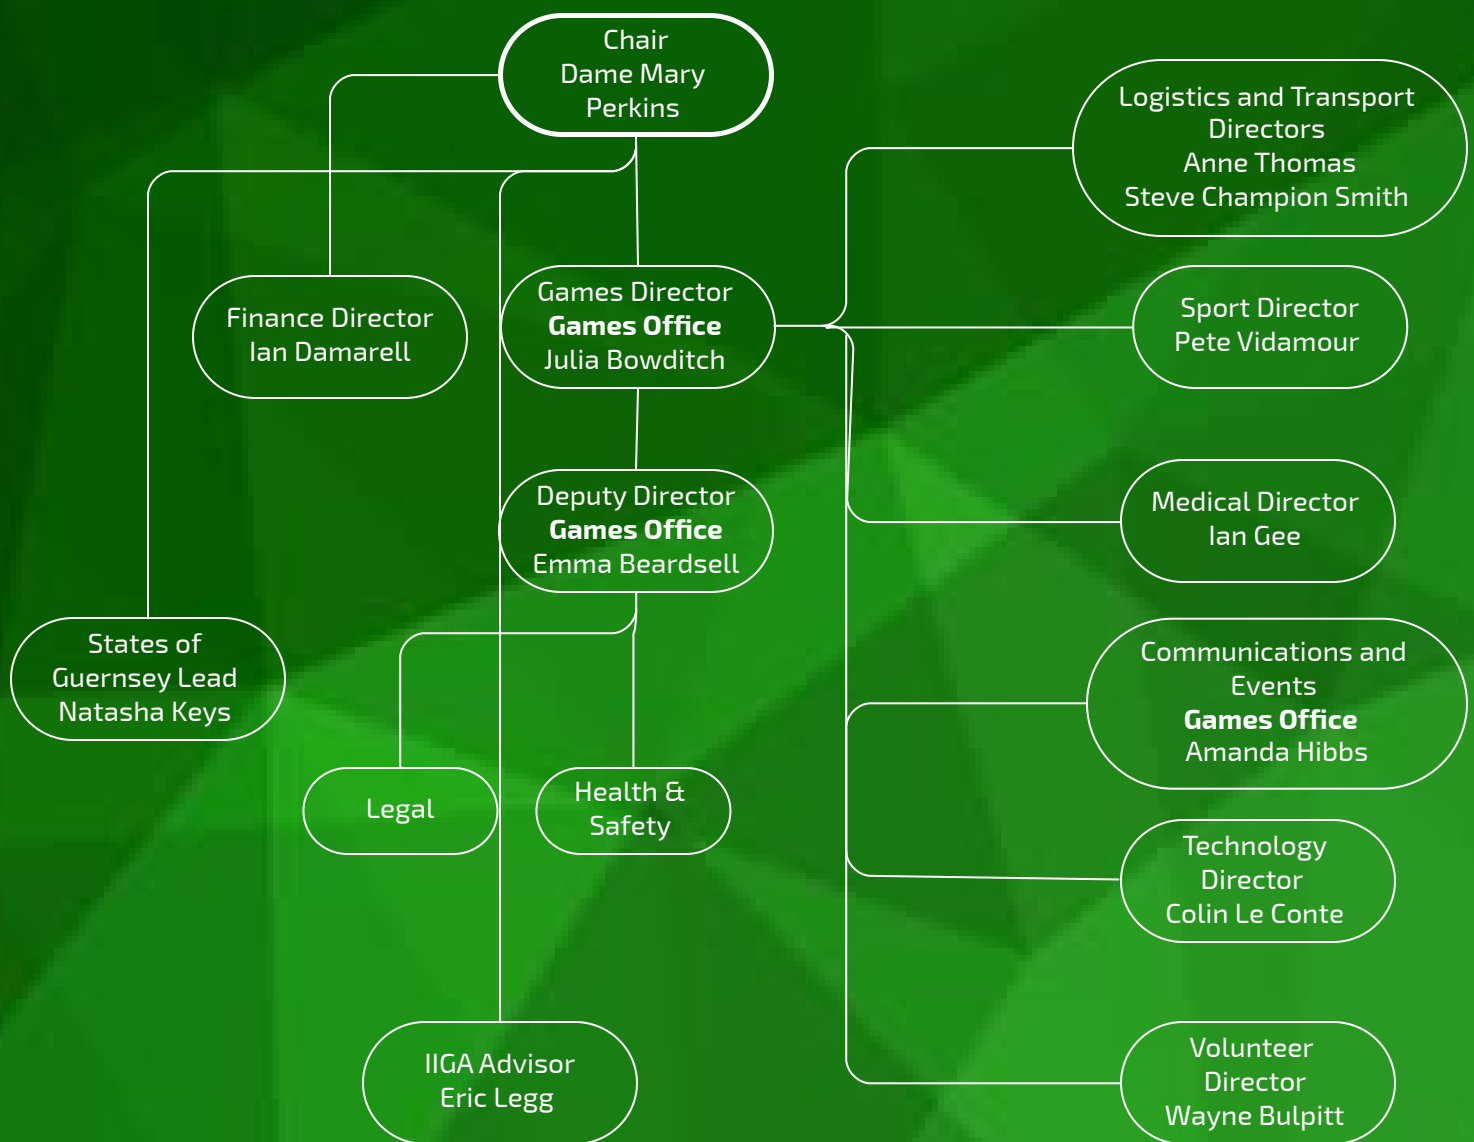 Chair
Dame Mary
Perkins
Logistics and Transport
Directors
Anne Thomas
Steve Champion Smith
Finance Director
Ian Damarell
Games Director
Games Office
Julia Bowditch
Sport Director
Pete Vidamour
Deputy Director
Games Office
Emma Beardsell
Medical Director
Ian Gee
States of
Guernsey Lead
Natasha Keys
Communications and
Events
Games Office
Amanda Hibbs
Legal
Health &
Safety
Technology
Director
Colin Le Conte
IIGA Advisor
Eric Legg
Volunteer
Director
Wayne Bulpitt